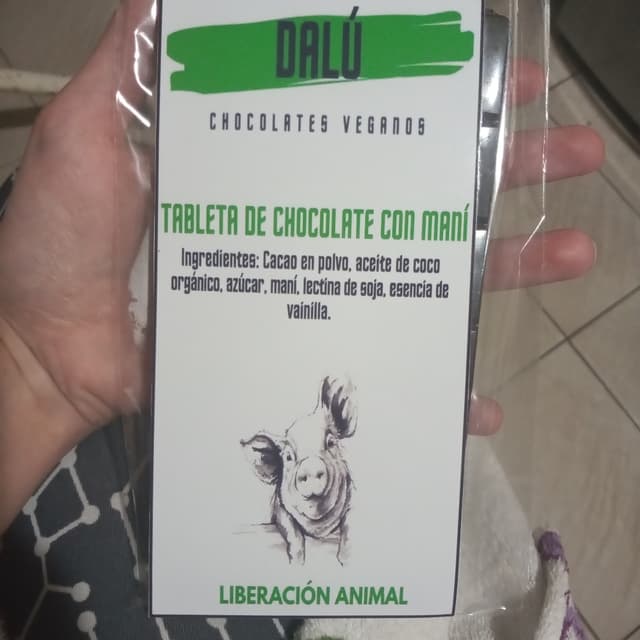 DALÚ
CHOCOLATES VEGANOS
TABLETA DE CHOCOLATE CON MANÍ
Ingredientes: Cacao en polvo, aceite de coco
orgánico, azúcar, maní, lectina de soja, esencia de
vainilla.
LIBERACIÓN ANIMAL